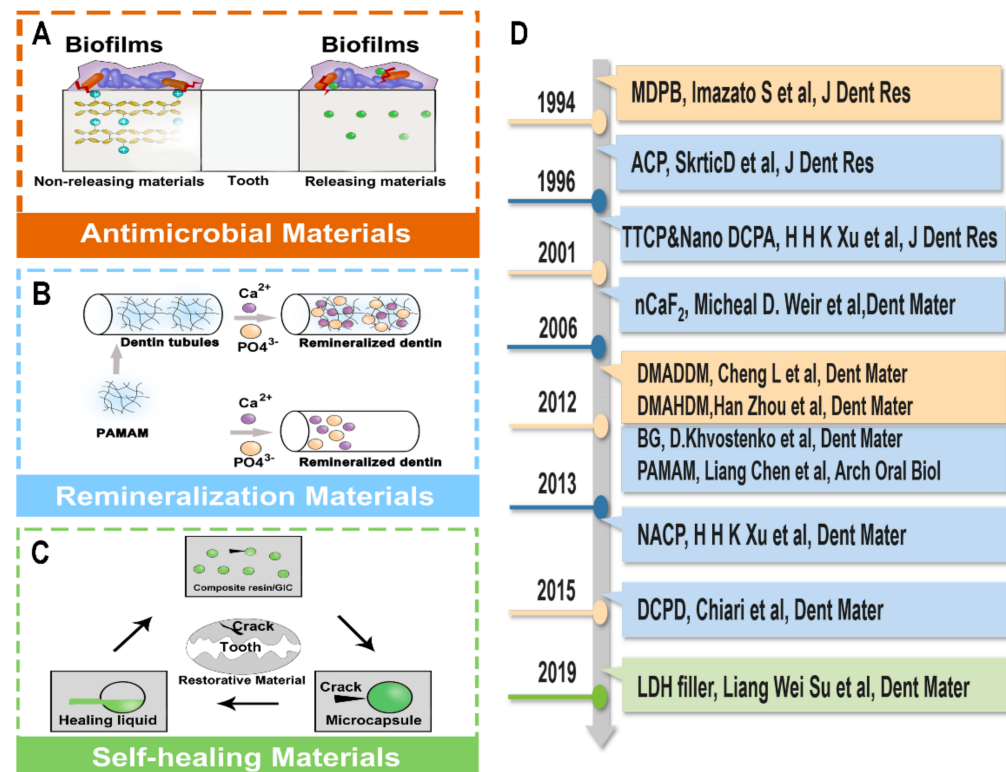 A
Biofilms
Biofilms
Non-releasing materials
Tooth
Releasing materials
Antimicrobial Materials
B
Ca2+
PO43-
Dentin tubules
Remineralized dentin
PAMAM
Ca2+
PO43-
Remineralized dentin
Remineralization Materials
C
Composite resin/GIC
Crack
Tooth
Restorative Material
Healing liquid
Crack
Microcapsule
Self-healing Materials
D
1994
MDPB, Imazato S et al, J Dent Res
ACP, SkrticD et al, J Dent Res
1996
TTCP&Nano DCPA, H H K Xu et al, J Dent Res
2001
nCaF2, Micheal D. Weir et al,Dent Mater
2006
DMADDM, Cheng L et al, Dent Mater
DMAHDM,Han Zhou et al, Dent Mater
2012
BG, D.Khvostenko et al, Dent Mater
PAMAM, Liang Chen et al, Arch Oral Biol
2013
NACP, H H K Xu et al, Dent Mater
2015
DCPD, Chiari et al, Dent Mater
2019
LDH filler, Liang Wei Su et al, Dent Mater